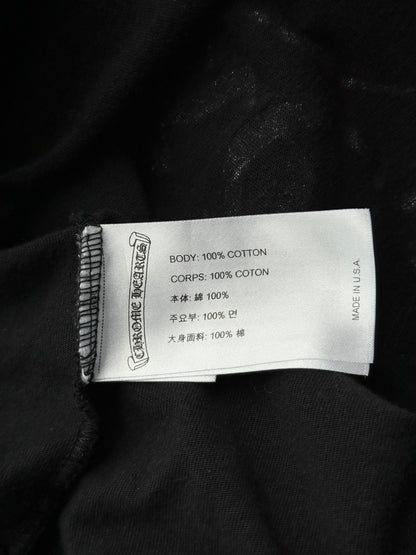 CHROME HEARTS
BODY: 100% COTTON
CORPS: 100% COTON
本体: 綿 100%
주요부: 100% 면
大身面料: 100% 棉
MADE IN U.S.A.